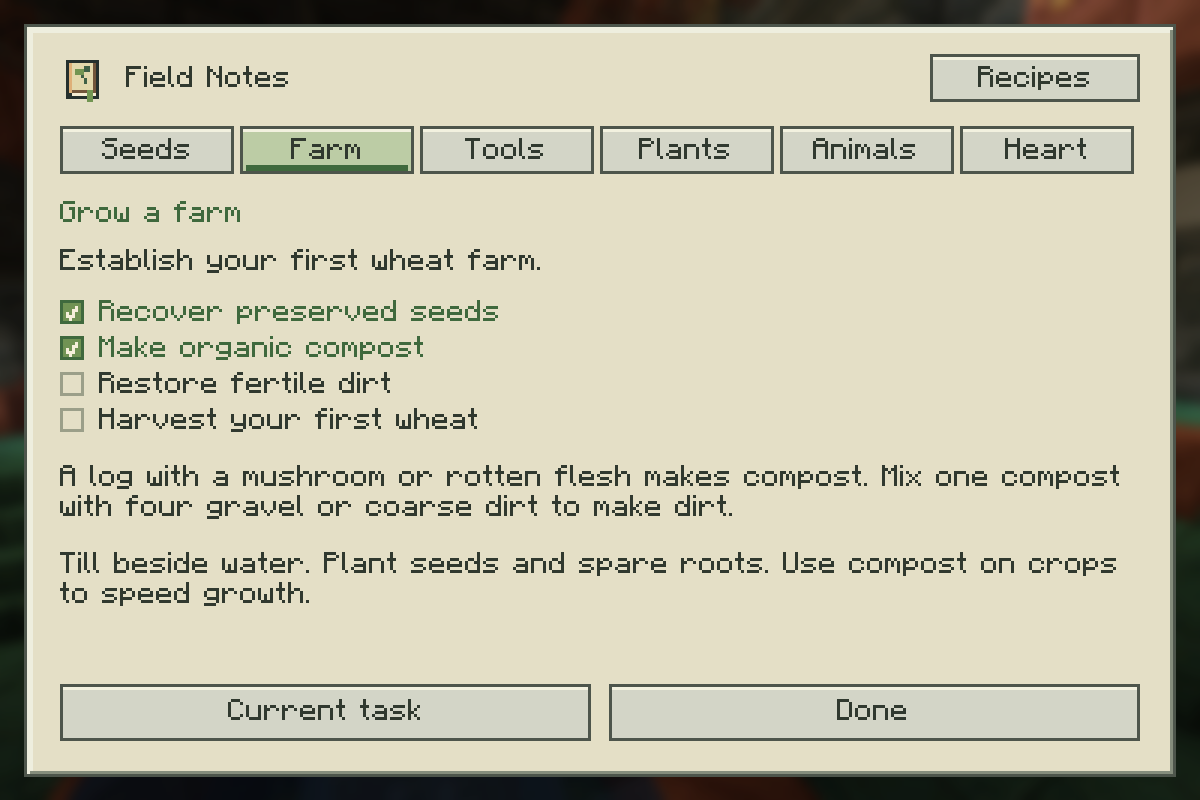 Field Notes
Recipes
Seeds
Farm
Tools
Plants
Animals
Heart
Grow a farm
Establish your first wheat farm.
Recover preserved seeds
Make organic compost
Restore fertile dirt
Harvest your first wheat
A log with a mushroom or rotten flesh makes compost. Mix one compost
with four gravel or coarse dirt to make dirt.
Till beside water. Plant seeds and spare roots. Use compost on crops
to speed growth.
Current task
Done